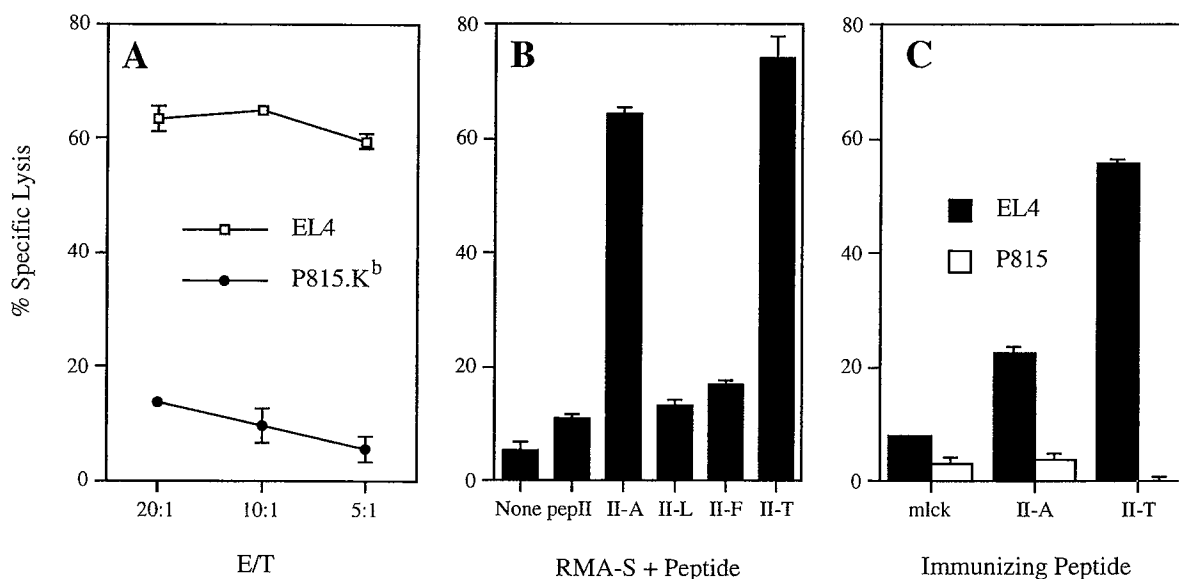 A
% Specific Lysis
80
60
40
20
0
EL4
P815.K^b
20:1
10:1
5:1
E/T
B
80
60
40
20
0
None pepII II-A II-L II-F II-T
RMA-S + Peptide
C
80
60
40
20
0
EL4
P815
mlck II-A II-T
Immunizing Peptide